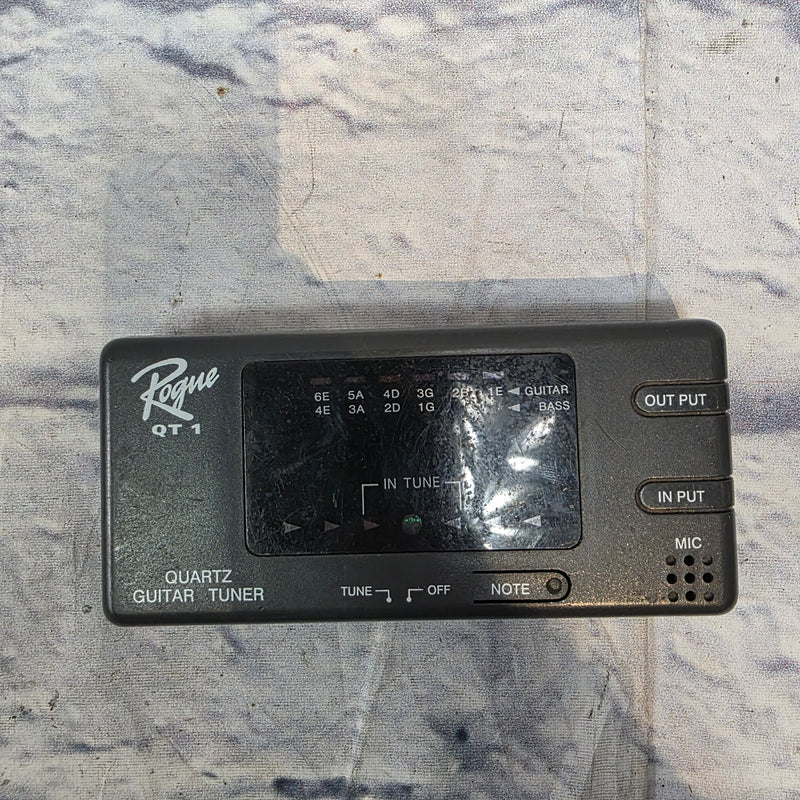 Rogue
QT 1
6E 5A 4D 3G 2B 1E GUITAR
4E 3A 2D 1G BASS
IN TUNE
OUT PUT
IN PUT
MIC
QUARTZ
GUITAR TUNER
TUNE OFF
NOTE